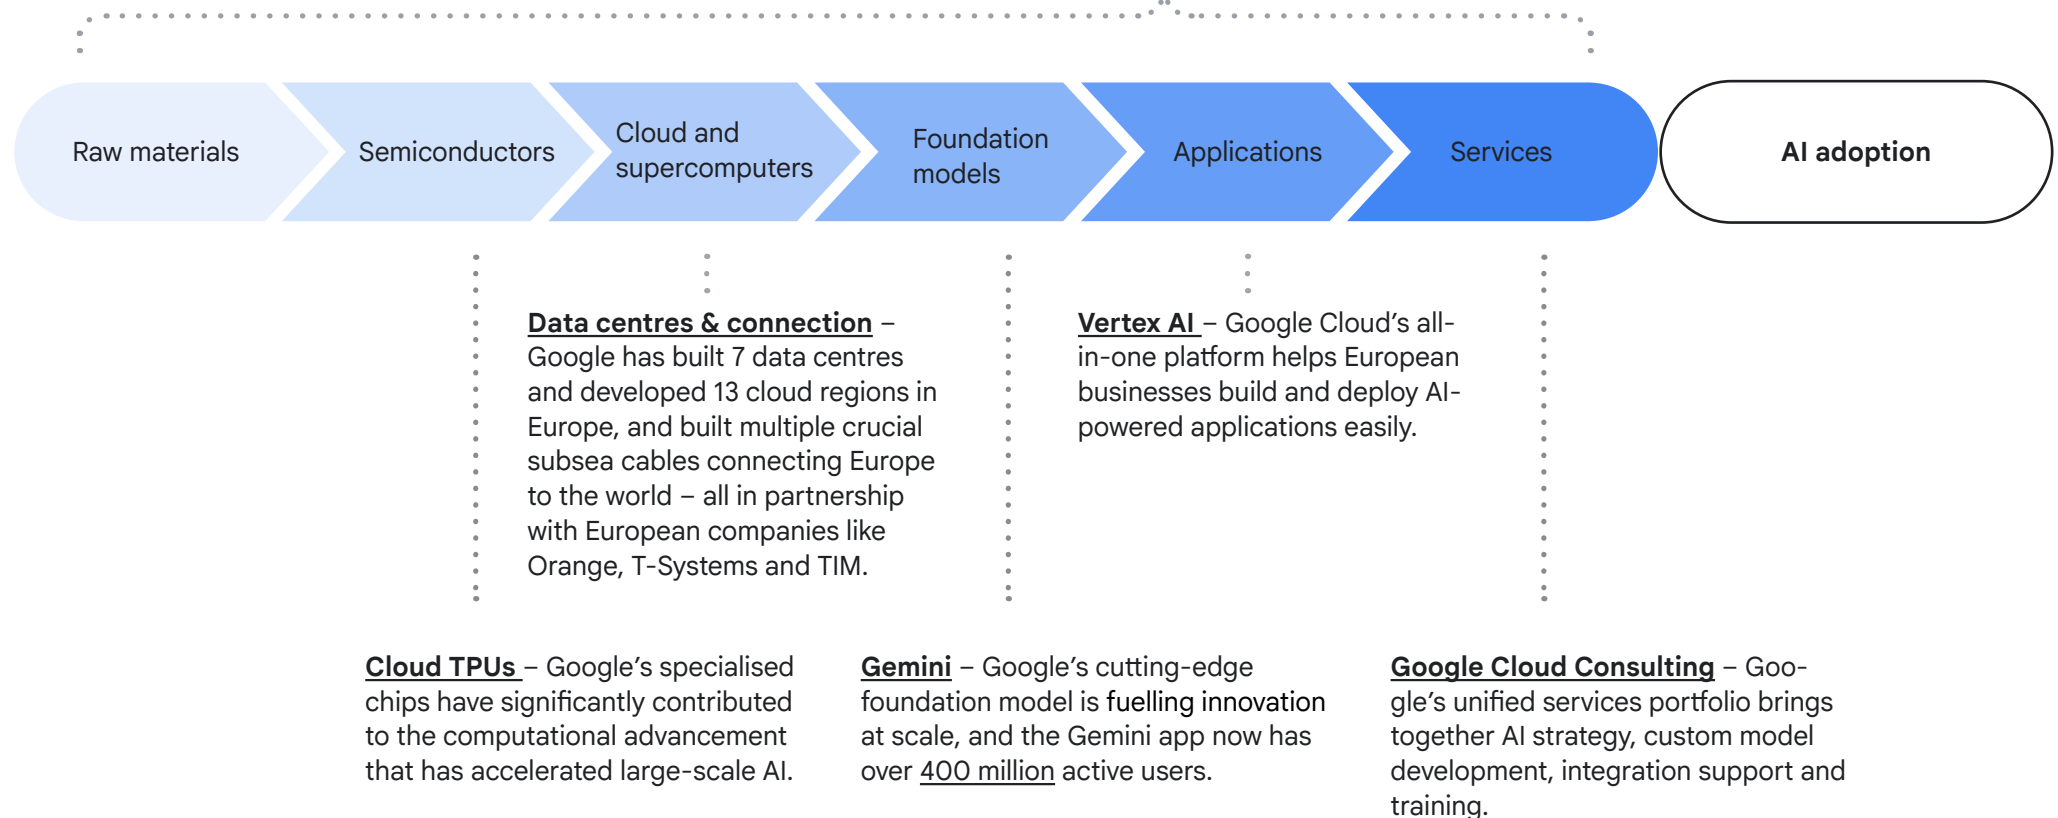 Raw materials
Semiconductors
Cloud and
supercomputers
Foundation
models
Applications
Services
AI adoption
Data centres & connection –
Google has built 7 data centres
and developed 13 cloud regions in
Europe, and built multiple crucial
subsea cables connecting Europe
to the world – all in partnership
with European companies like
Orange, T-Systems and TIM.
Vertex AI – Google Cloud’s all-
in-one platform helps European
businesses build and deploy AI-
powered applications easily.
Cloud TPUs – Google’s specialised
chips have significantly contributed
to the computational advancement
that has accelerated large-scale AI.
Gemini – Google’s cutting-edge
foundation model is fuelling innovation
at scale, and the Gemini app now has
over 400 million active users.
Google Cloud Consulting – Goo-
gle’s unified services portfolio brings
together AI strategy, custom model
development, integration support and
training.